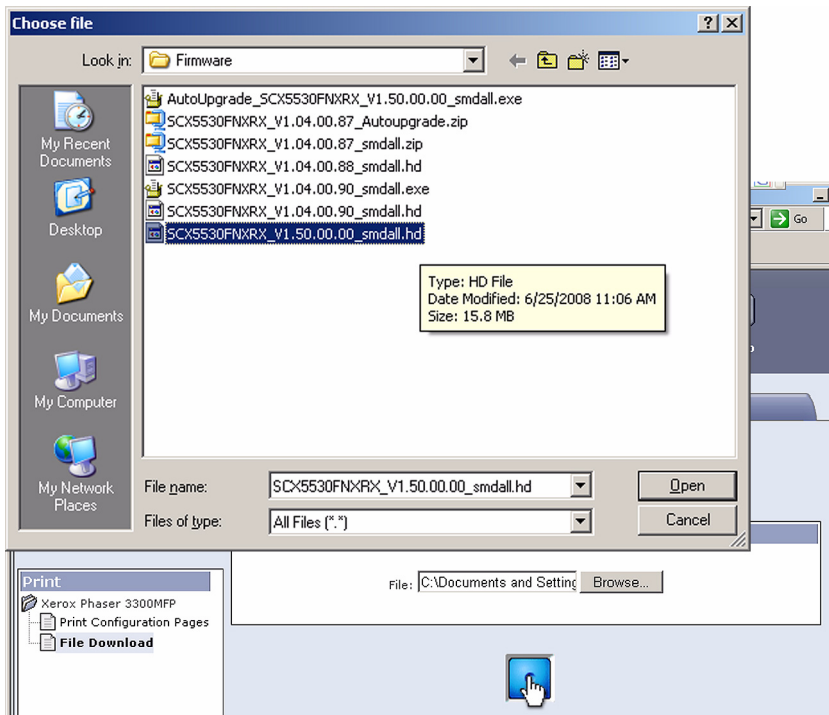 Choose file
Look in:
Firmware
My Recent
Documents
Desktop
My Documents
My Computer
My Network
Places
AutoUpgrade_SCX5530FNXRX_V1.50.00.00_smdall.exe
SCX5530FNXRX_V1.04.00.87_Autoupgrade.zip
SCX5530FNXRX_V1.04.00.87_smdall.zip
SCX5530FNXRX_V1.04.00.88_smdall.hd
SCX5530FNXRX_V1.04.00.90_smdall.exe
SCX5530FNXRX_V1.04.00.90_smdall.hd
SCX5530FNXRX_V1.50.00.00_smdall.hd
Type: HD File
Date Modified: 6/25/2008 11:06 AM
Size: 15.8 MB
File name:
SCX5530FNXRX_V1.50.00.00_smdall.hd
Open
Files of type:
All Files (*.*)
Cancel
Go
Print
Xerox Phaser 3300MFP
Print Configuration Pages
File Download
File:
C:\Documents and Setting
Browse...